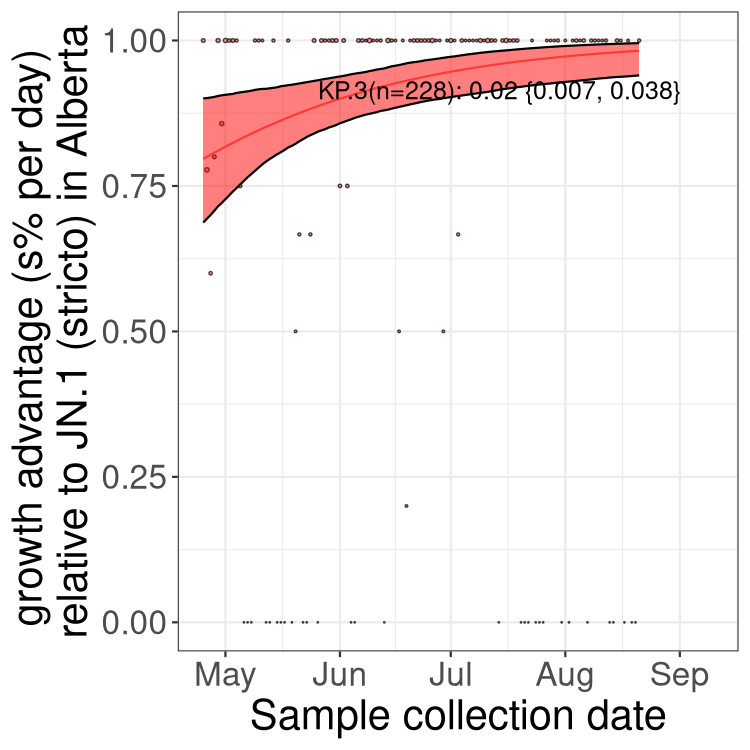 growth advantage (s% per day)
relative to JN.1 (stricto) in Alberta
1.00
0.75
0.50
0.25
0.00
KP.3(n=228): 0.02 {0.007, 0.038}
May Jun Jul Aug Sep
Sample collection date